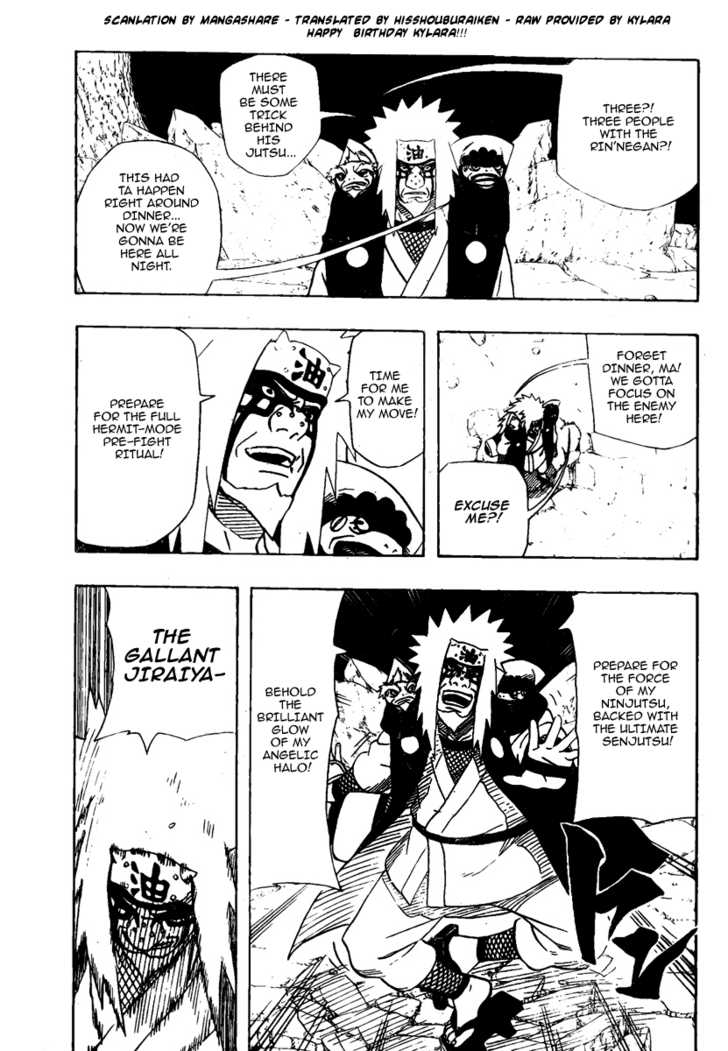 SCANLATION BY MANGASHARE - TRANSLATED BY HISSHOUBURAIKEN - RAW PROVIDED BY KYLARA
HAPPY BIRTHDAY KYLARA!!!
THREE?!
THREE PEOPLE
WITH THE
RIN'NEGAN?!
THERE
MUST
BE SOME
TRICK
BEHIND
HIS
JUTSU...
THIS HAD
TA HAPPEN
RIGHT AROUND
DINNER...
NOW WE'RE
GONNA BE
HERE ALL
NIGHT.
油
FORGET
DINNER, MA!
WE GOTTA
FOCUS ON
THE ENEMY
HERE!
EXCUSE
ME?!
TIME
FOR ME
TO MAKE
MY MOVE!
PREPARE
FOR THE FULL
HERMIT-MODE
PRE-FIGHT
RITUAL!
油
PREPARE FOR
THE FORCE
OF MY
NINJUTSU,
BACKED WITH
THE ULTIMATE
SENJUTSU!
油
BEHOLD
THE
BRILLIANT
GLOW
OF MY
ANGELIC
HALO!
THE
GALLANT
JIRAIYA-
油